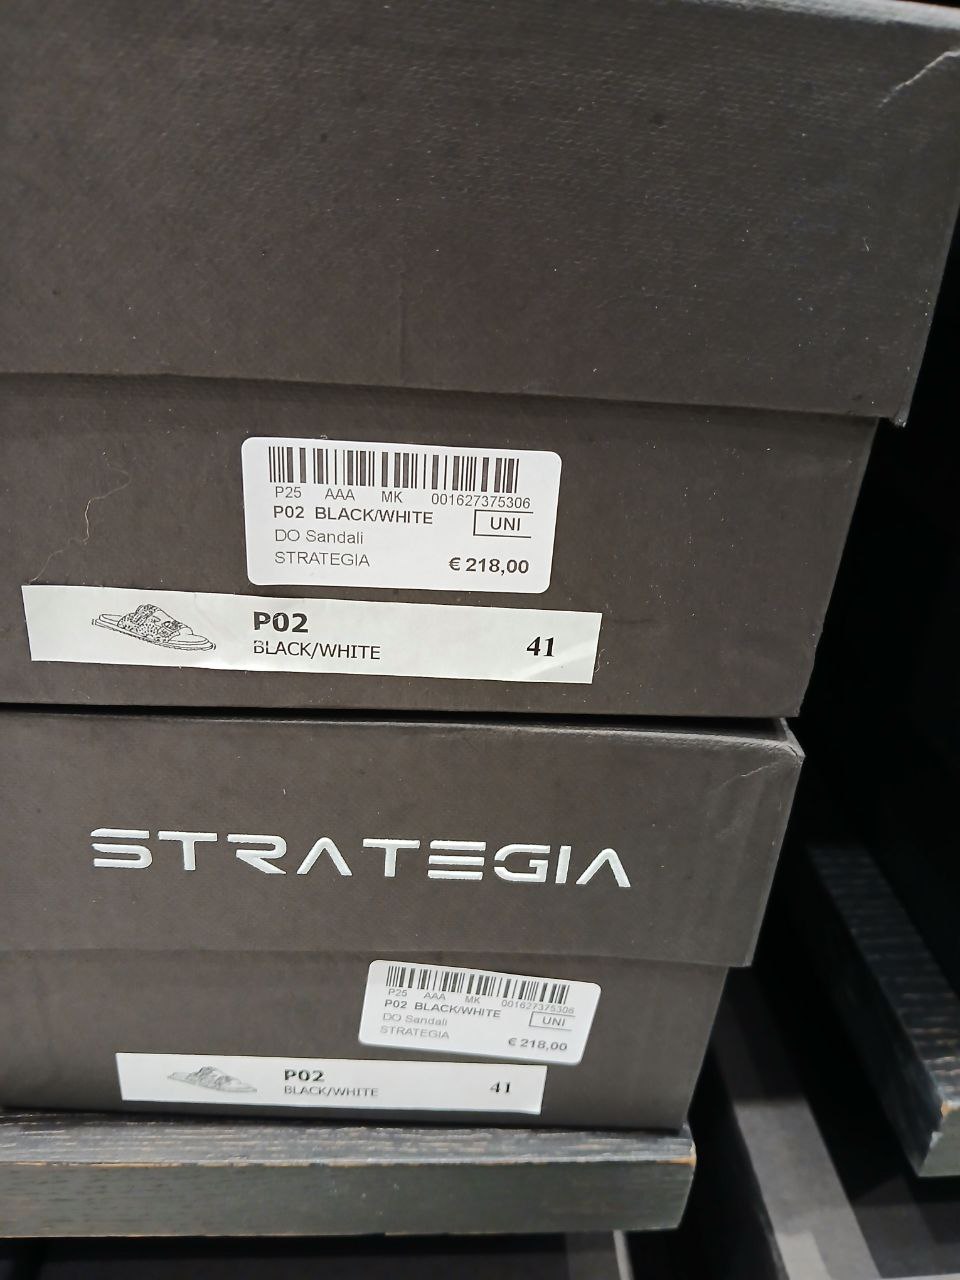 P25 AAA MK 001627375306
P02 BLACK/WHITE UNI
DO Sandali
STRATEGIA € 218,00
P02
BLACK/WHITE 41
STRATEGIA
P25 AAA MK 001627375306
P02 BLACK/WHITE UNI
DO Sandali
STRATEGIA € 218,00
P02
BLACK/WHITE 41